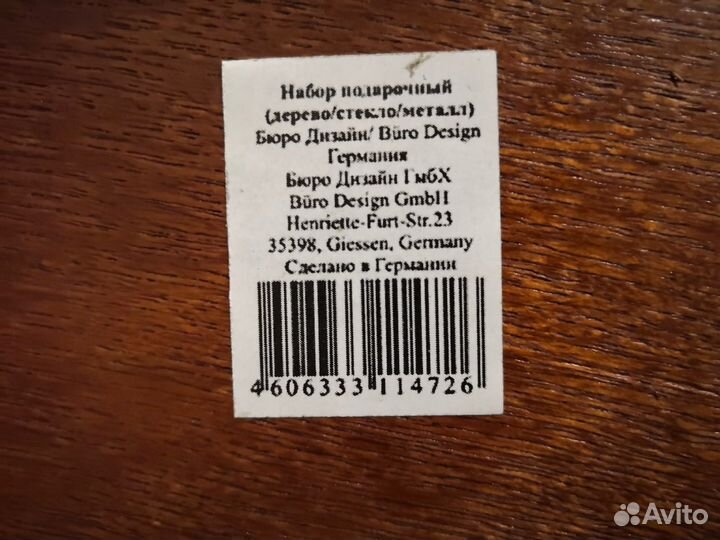 Набор подарочный
(дерево/стекло/металл)
Бюро Дизайн/ Büro Design
Германия
Бюро Дизайн ГмбХ
Büro Design GmbH
Henriette-Furt-Str.23
35398, Giessen, Germany
Сделано в Германии
4 606333 114726
Avito